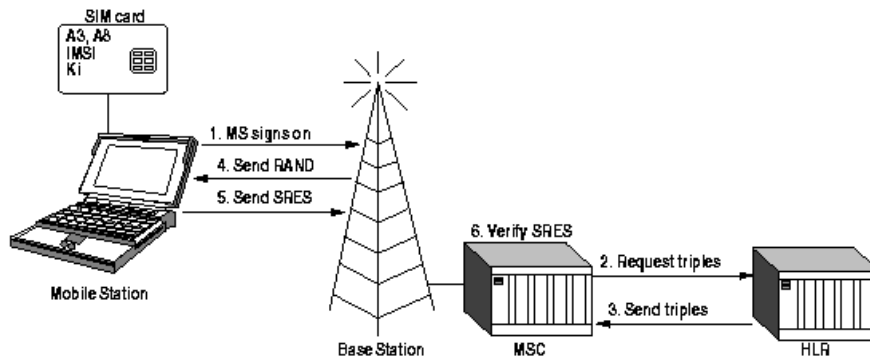 SIM card
A3, A8
IMSI
Ki
1. MS signs on
4. Send RAND
5. Send SRES
6. Verify SRES
2. Request triples
3. Send triples
Mobile Station
Base Station
MSC
HLR